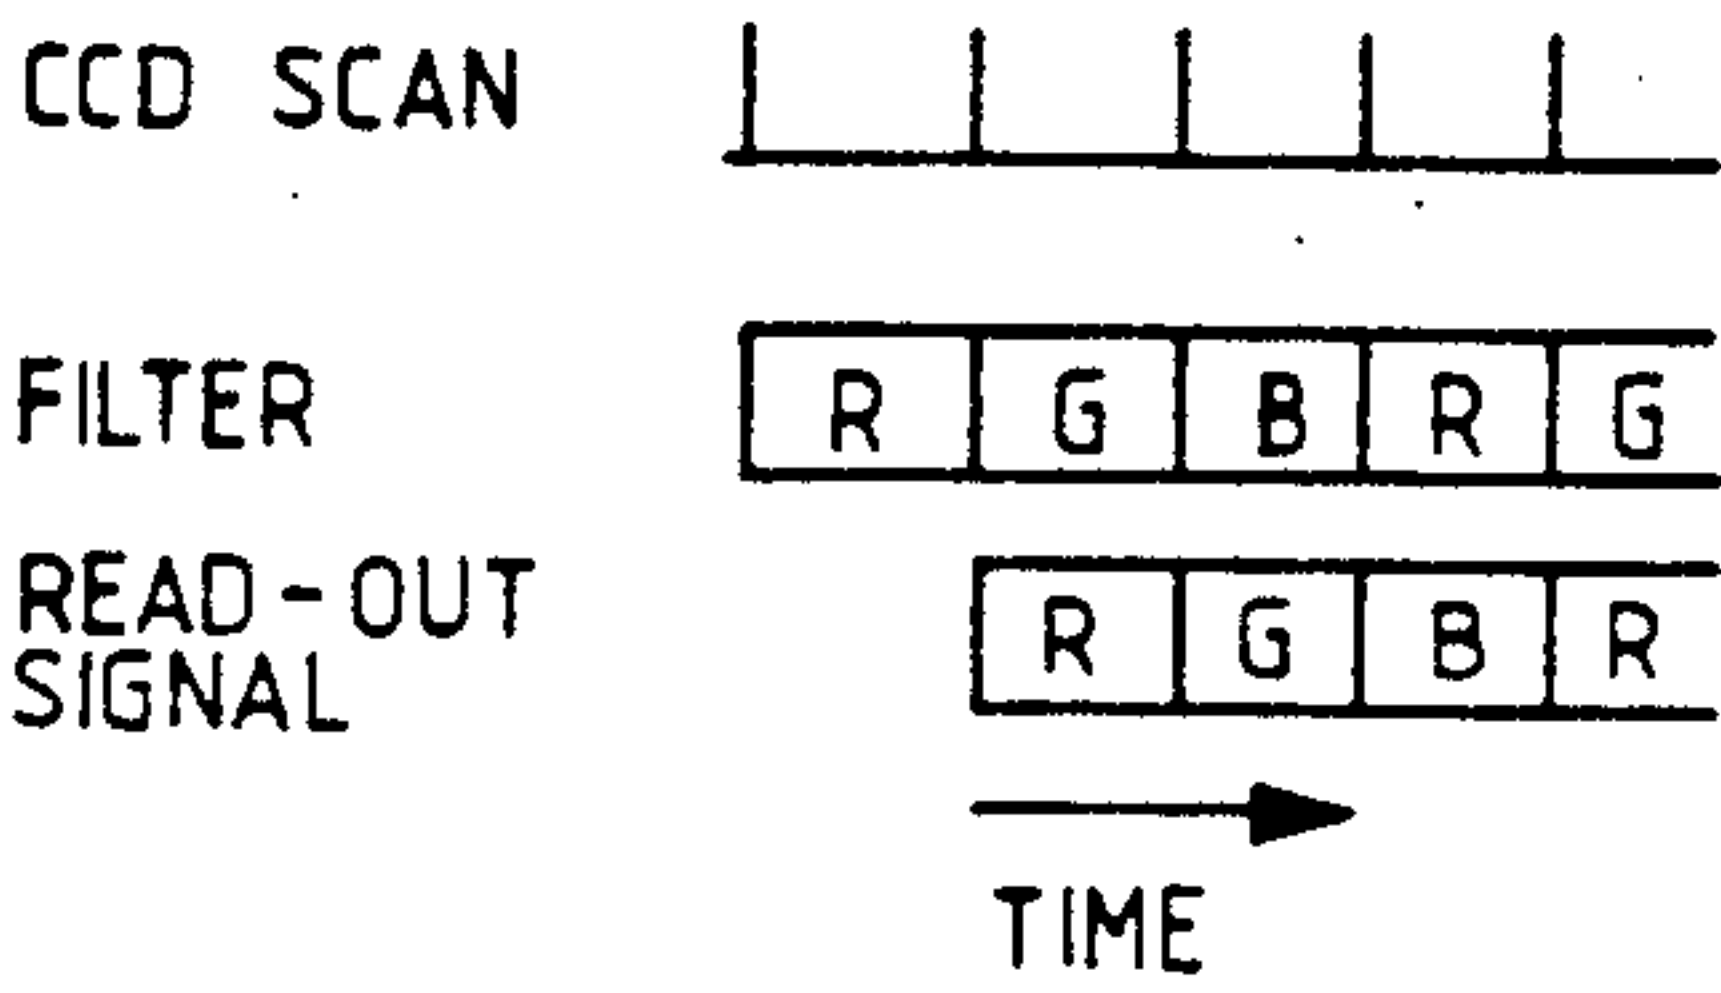 CCD SCAN
FILTER
R G B R G
READ-OUT
SIGNAL
R G B R
TIME